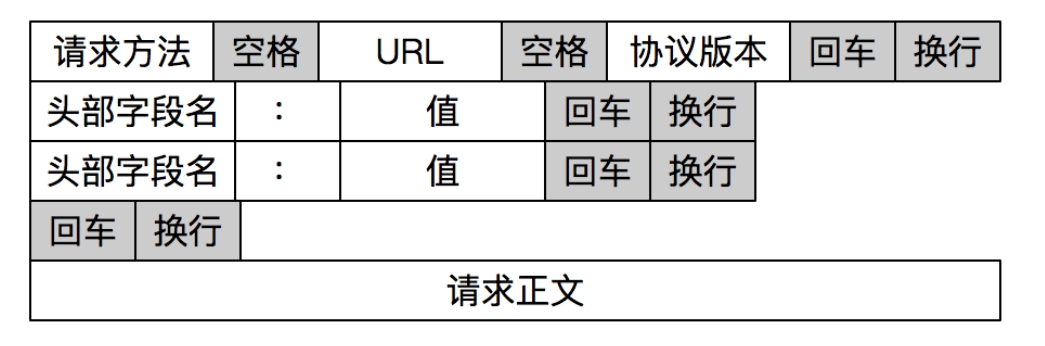 请求方法 空格 URL 空格 协议版本 回车 换行
头部字段名 : 值 回车 换行
头部字段名 : 值 回车 换行
回车 换行
请求正文